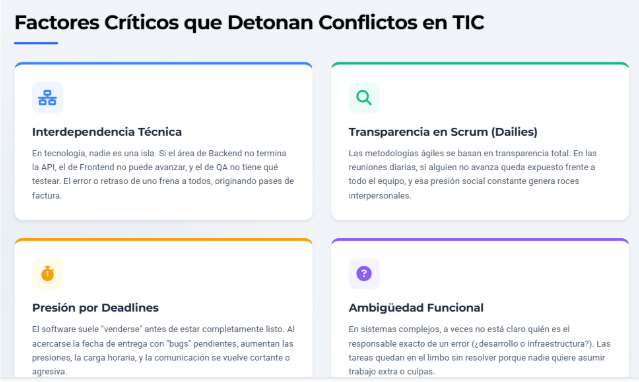 Factores Críticos que Detonan Conflictos en TIC
Interdependencia Técnica
En tecnología, nadie es una isla. Si el área de Backend no termina
la API, el de Frontend no puede avanzar, y el de QA no tiene qué
testear. El error o retraso de uno frena a todos, originando pases de
factura.
Transparencia en Scrum (Dailies)
Las metodologías ágiles se basan en transparencia total. En las
reuniones diarias, si alguien no avanza queda expuesto frente a
todo el equipo, y esa presión social constante genera roces
interpersonales.
Presión por Deadlines
El software suele "venderse" antes de estar completamente listo. Al
acercarse la fecha de entrega con "bugs" pendientes, aumentan las
presiones, la carga horaria, y la comunicación se vuelve cortante o
agresiva.
Ambigüedad Funcional
En sistemas complejos, a veces no está claro quién es el
responsable exacto de un error (¿desarrollo o infraestructura?). Las
tareas quedan en el limbo sin resolver porque nadie quiere asumir
trabajo extra o culpas.